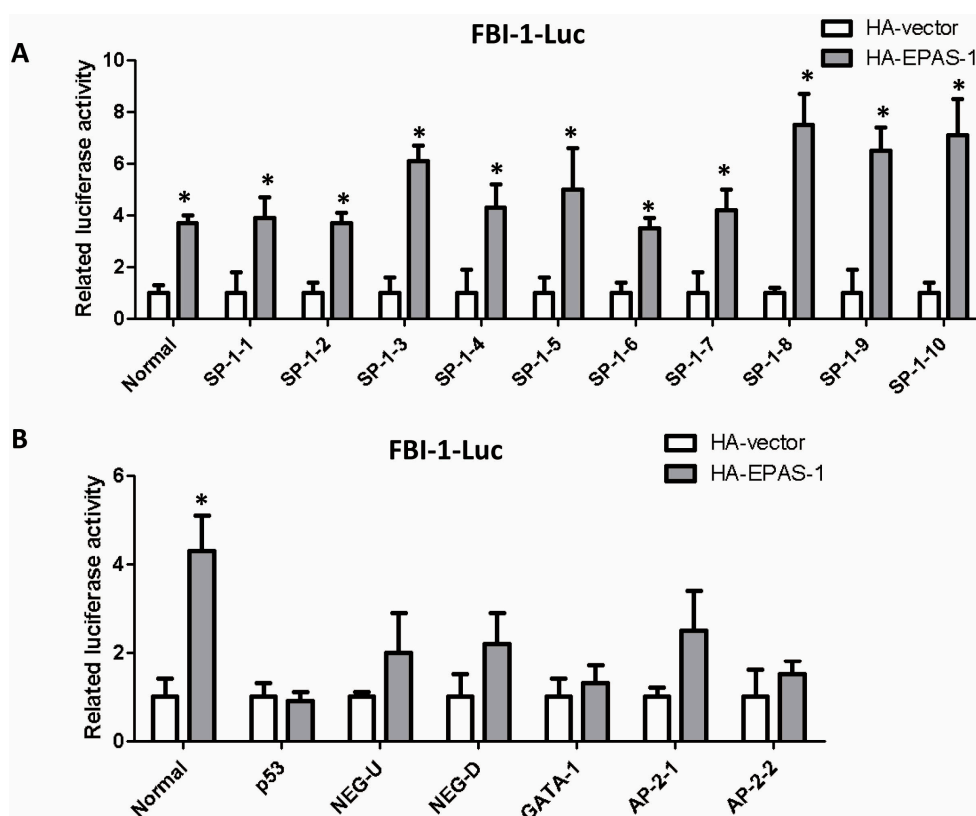 A
FBI-1-Luc
HA-vector
HA-EPAS-1
Related luciferase activity
10
8
6
4
2
0
* * * * * * * * * * *
Normal SP-1-1 SP-1-2 SP-1-3 SP-1-4 SP-1-5 SP-1-6 SP-1-7 SP-1-8 SP-1-9 SP-1-10
B
FBI-1-Luc
HA-vector
HA-EPAS-1
Related luciferase activity
6
4
2
0
*
Normal p53 NEG-U NEG-D GATA-1 AP-2-1 AP-2-2